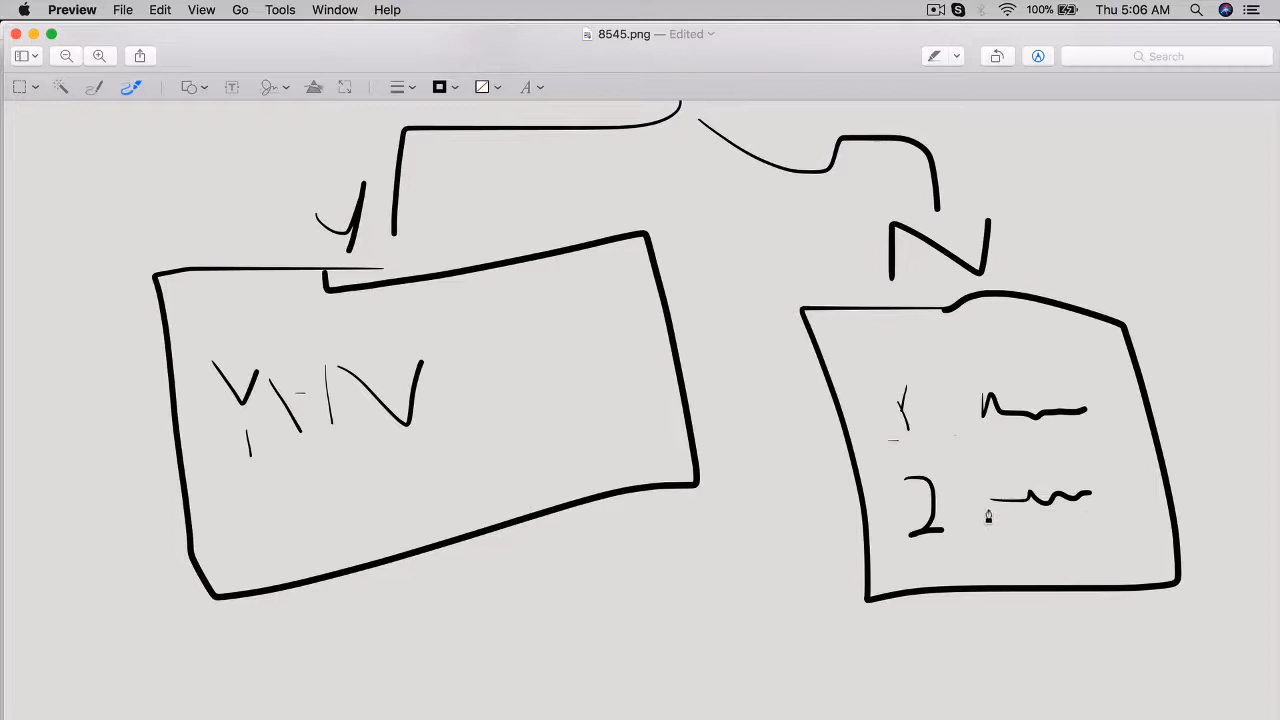 Preview File Edit View Go Tools Window Help 100% Thu 5:06 AM
8545.png — Edited
Search
Y
N
1
2